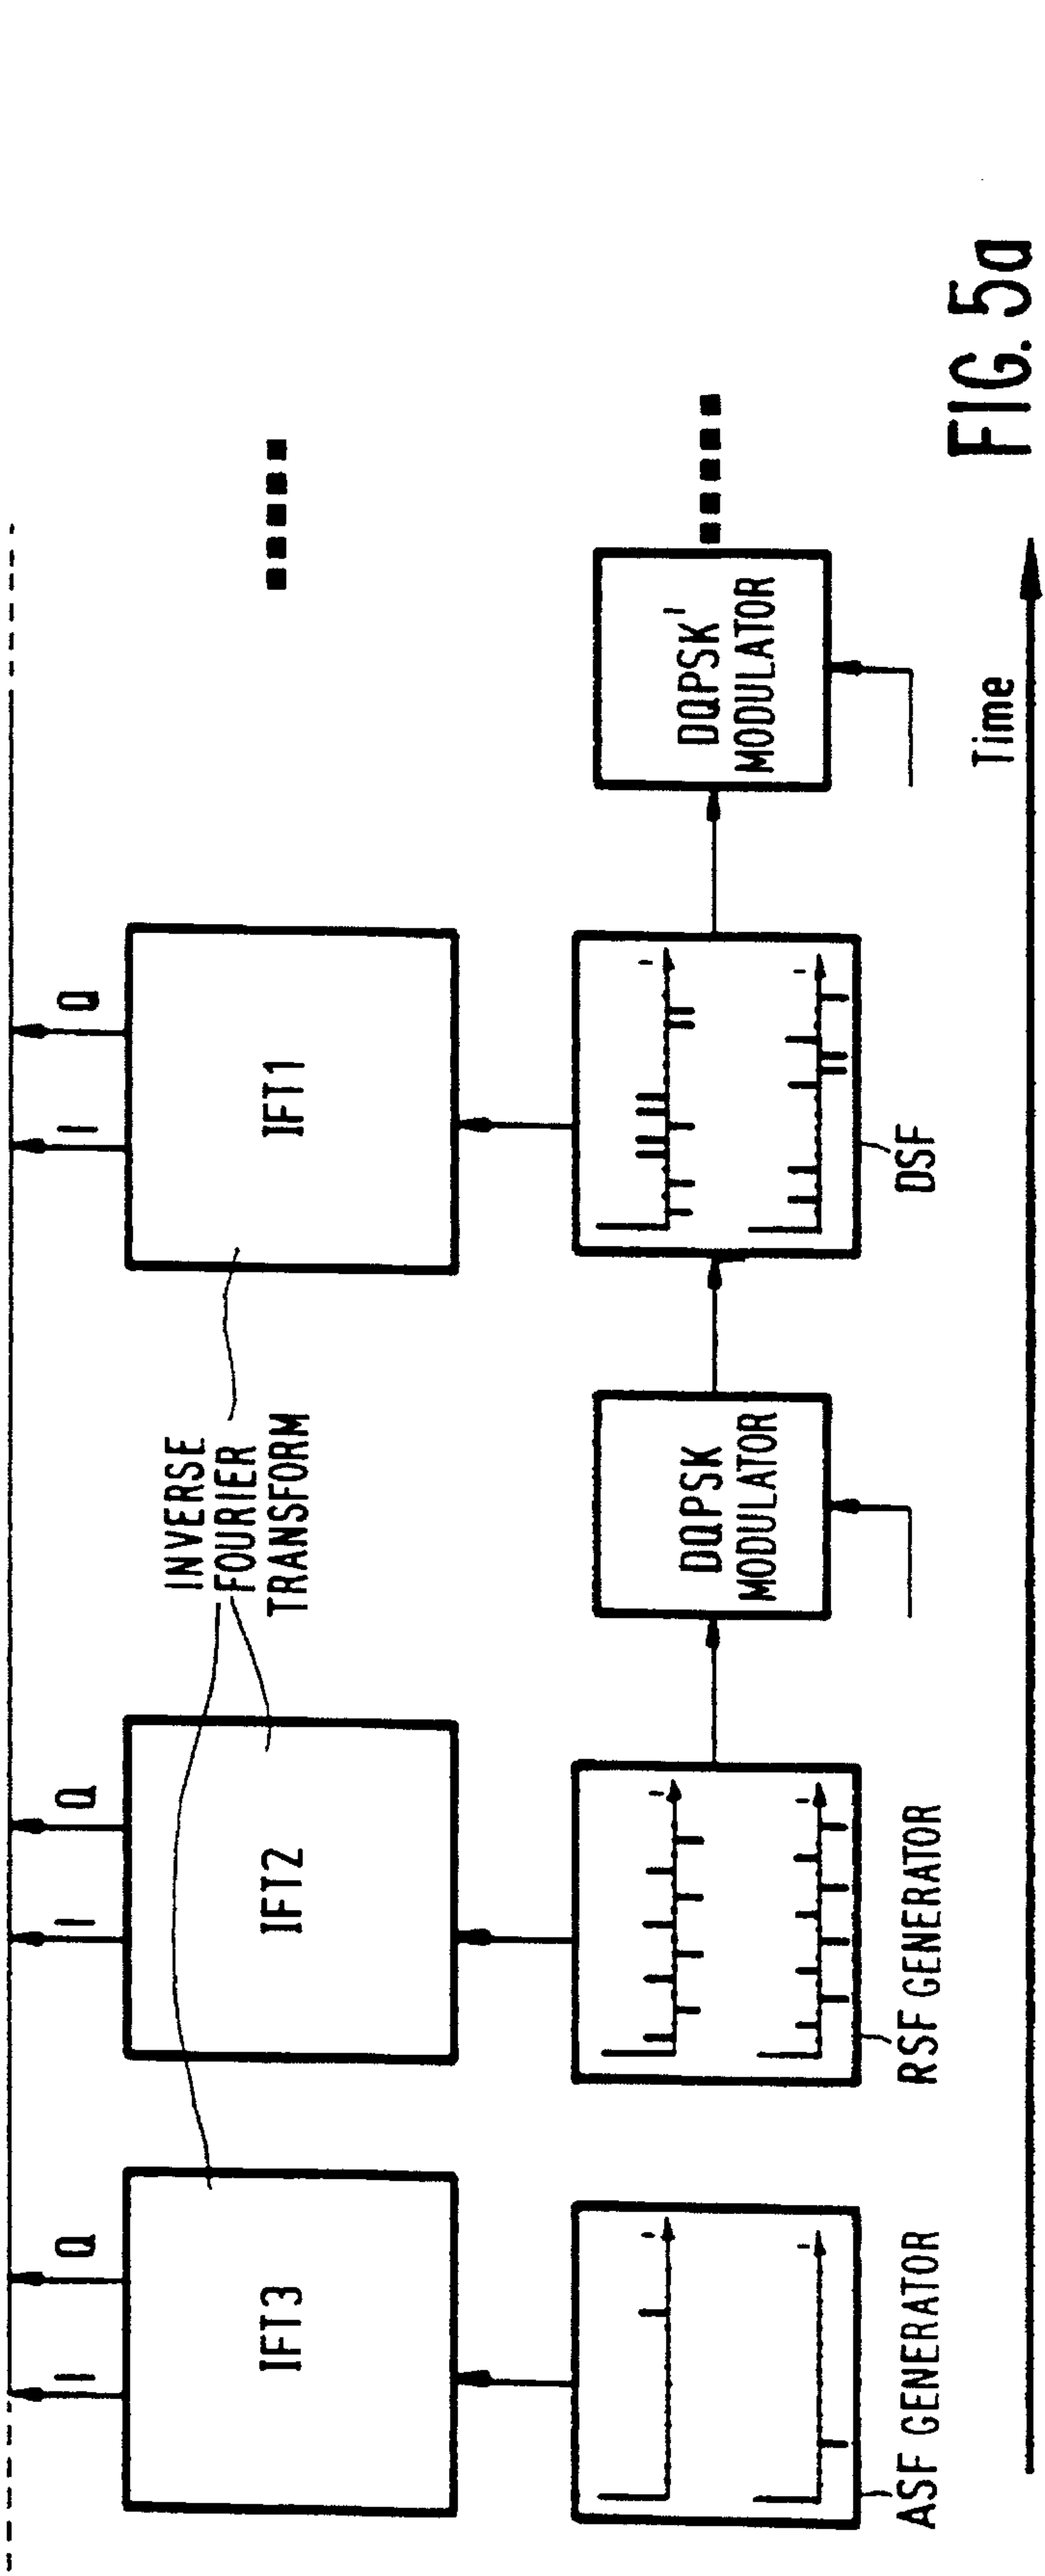 I
Q
I
Q
I
Q
IFT3
IFT2
INVERSE
FOURIER
TRANSFORM
IFT1
DQPSK
MODULATOR
DQPSK'
MODULATOR
ASF GENERATOR
RSF GENERATOR
DSF
Time
FIG. 5a